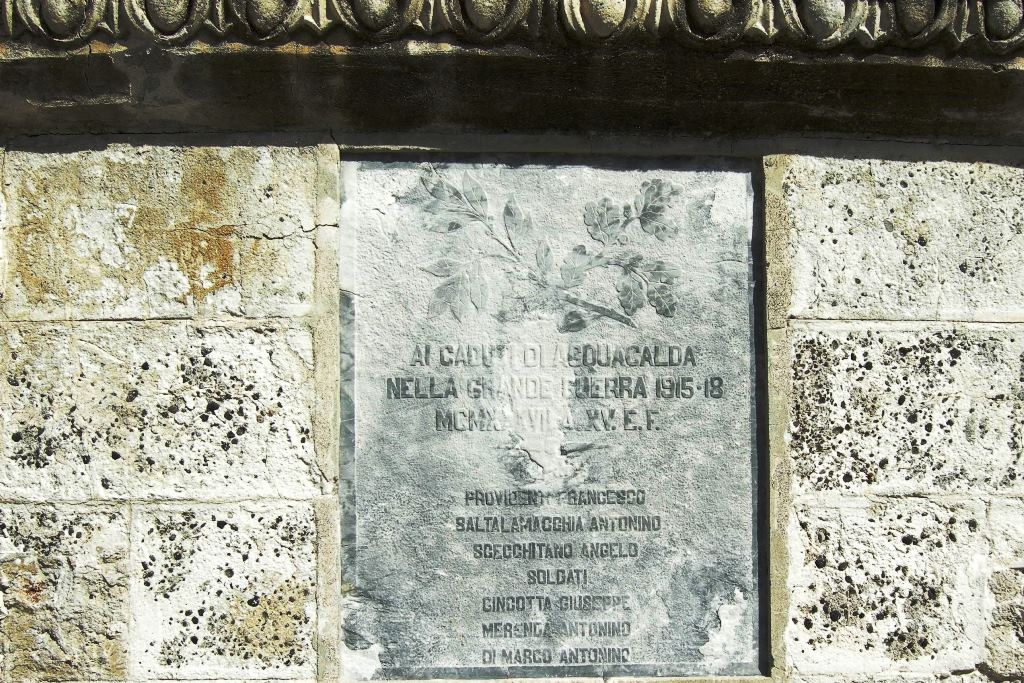 AI CADUTI DI ACQUACALDA
NELLA GRANDE GUERRA 1915-18
A. XV. E. F.
PROVIDENTI FRANCESCO
SALTALAMACCHIA ANTONINO
SCECCHITANO ANGELO
SOLDATI
CINCOTTA GIUSEPPE
MERENDA ANTONINO
DI MARCO ANTONINO